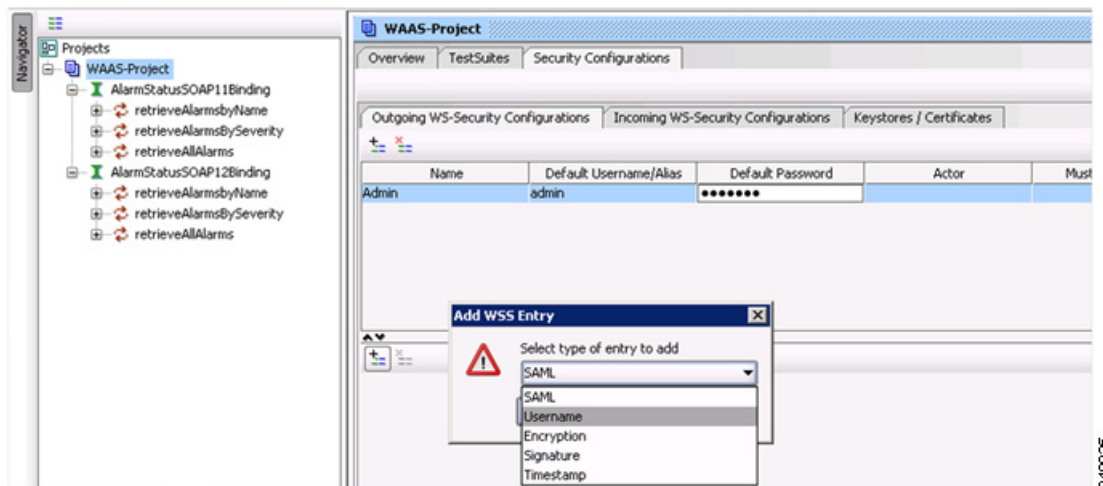 Navigator
Projects
WAAS-Project
AlarmStatusSOAP11Binding
retrieveAlarmsbyName
retrieveAlarmsBySeverity
retrieveAllAlarms
AlarmStatusSOAP12Binding
retrieveAlarmsbyName
retrieveAlarmsBySeverity
retrieveAllAlarms
WAAS-Project
Overview TestSuites Security Configurations
Outgoing WS-Security Configurations Incoming WS-Security Configurations Keystores / Certificates
Name Default Username/Alias Default Password Actor Must
Admin admin •••••••
Add WSS Entry
Select type of entry to add
SAML
SAML
Username
Encryption
Signature
Timestamp